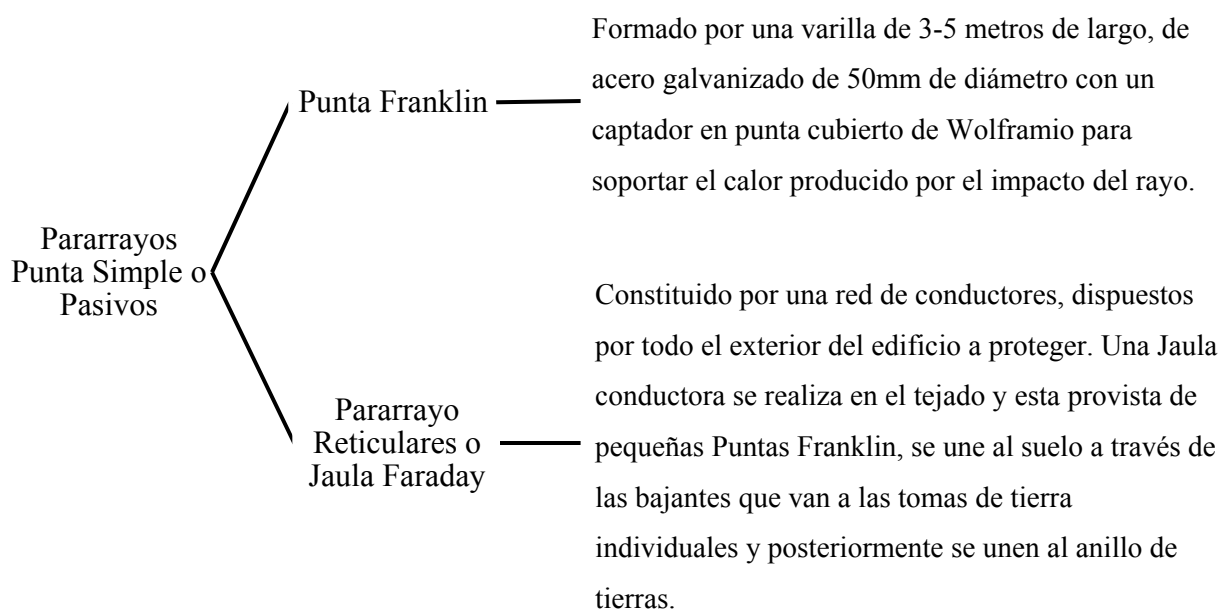 Pararrayos
Punta Simple o
Pasivos
Punta Franklin
Formado por una varilla de 3-5 metros de largo, de
acero galvanizado de 50mm de diámetro con un
captador en punta cubierto de Wolframio para
soportar el calor producido por el impacto del rayo.
Pararrayo
Reticulares o
Jaula Faraday
Constituido por una red de conductores, dispuestos
por todo el exterior del edificio a proteger. Una Jaula
conductora se realiza en el tejado y esta provista de
pequeñas Puntas Franklin, se une al suelo a través de
las bajantes que van a las tomas de tierra
individuales y posteriormente se unen al anillo de
tierras.